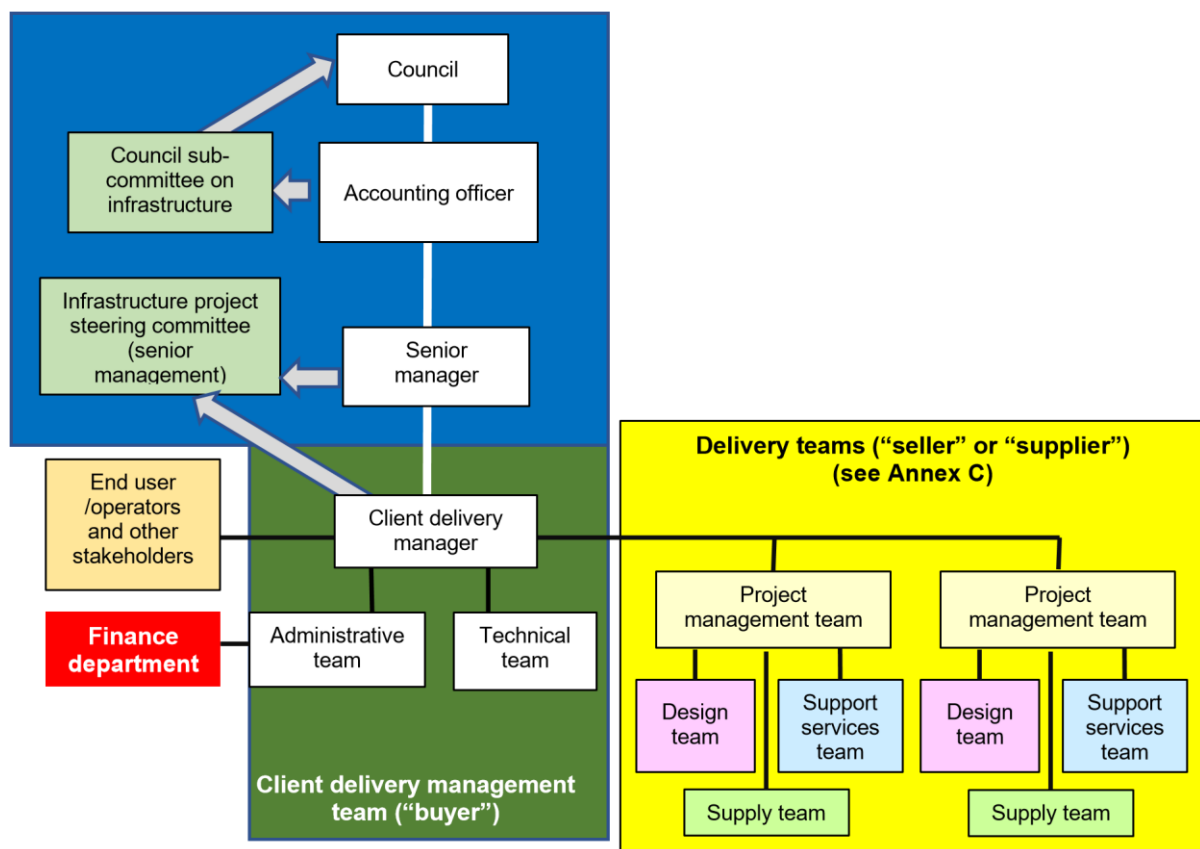 Council
Council sub-
committee on
infrastructure
Accounting officer
Infrastructure project
steering committee
(senior
management)
Senior
manager
Delivery teams (“seller” or “supplier”)
(see Annex C)
End user
/operators
and other
stakeholders
Client delivery
manager
Project
management team
Project
management team
Finance
department
Administrative
team
Technical
team
Design
team
Support
services
team
Design
team
Support
services
team
Client delivery management
team (“buyer”)
Supply team
Supply team